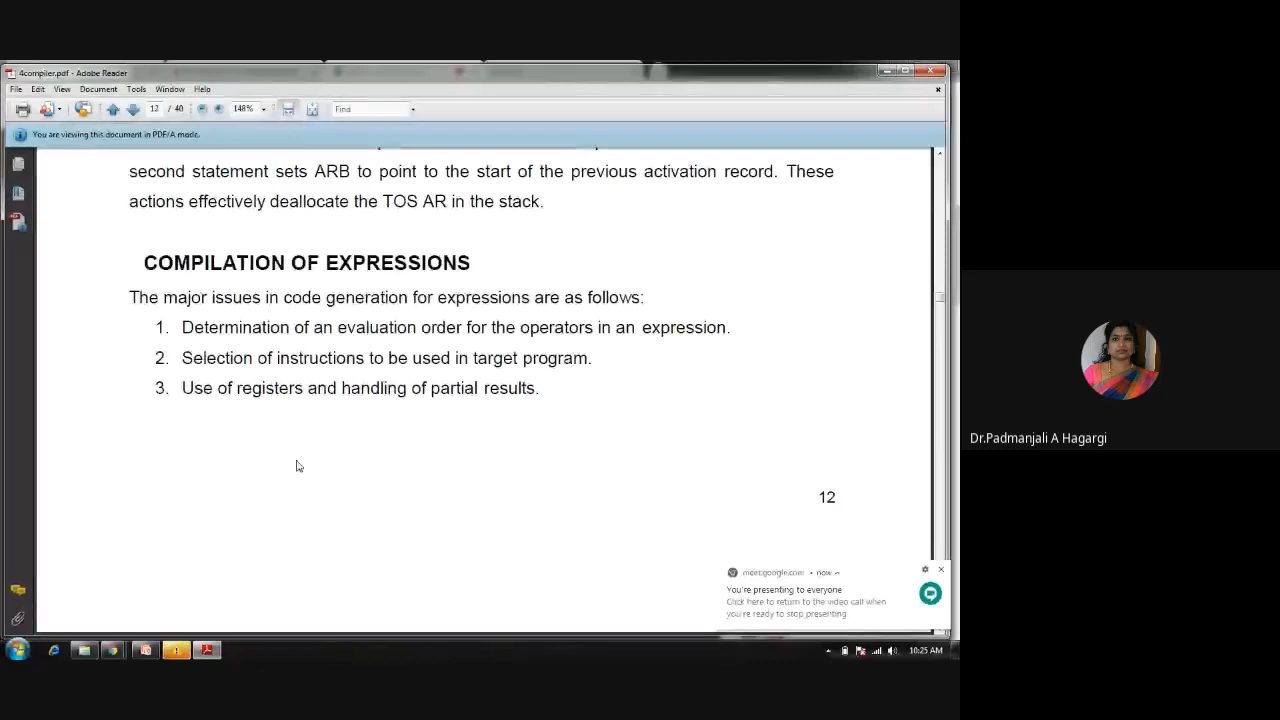 4compiler.pdf - Adobe Reader
File Edit View Document Tools Window Help
12 / 40 148% Find
You are viewing this document in PDF/A mode.
second statement sets ARB to point to the start of the previous activation record. These
actions effectively deallocate the TOS AR in the stack.
COMPILATION OF EXPRESSIONS
The major issues in code generation for expressions are as follows:
1. Determination of an evaluation order for the operators in an expression.
2. Selection of instructions to be used in target program.
3. Use of registers and handling of partial results.
12
meet.google.com • now
You're presenting to everyone
Click here to return to the video call when
you're ready to stop presenting
10:25 AM
Dr.Padmanjali A Hagargi